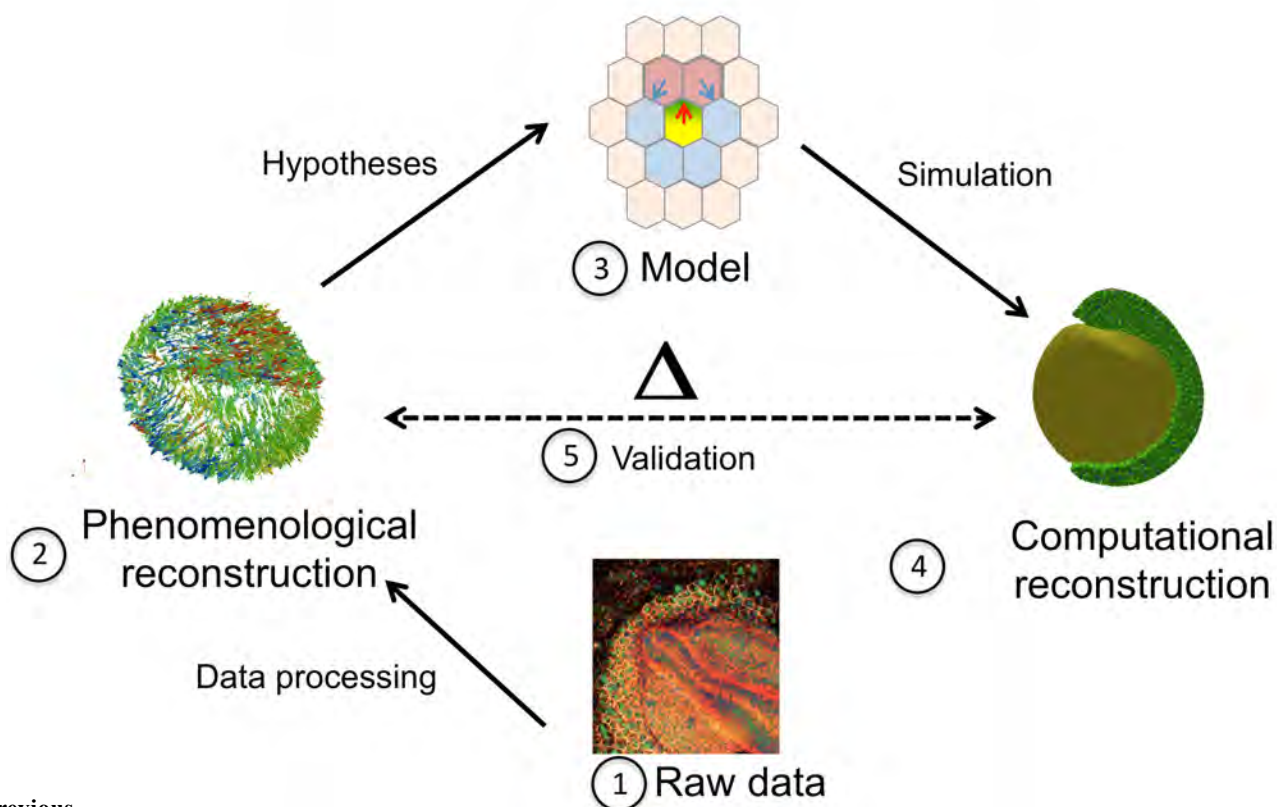 Hypotheses
Simulation
3 Model
Δ
5 Validation
2 Phenomenological
reconstruction
4 Computational
reconstruction
Data processing
1 Raw data